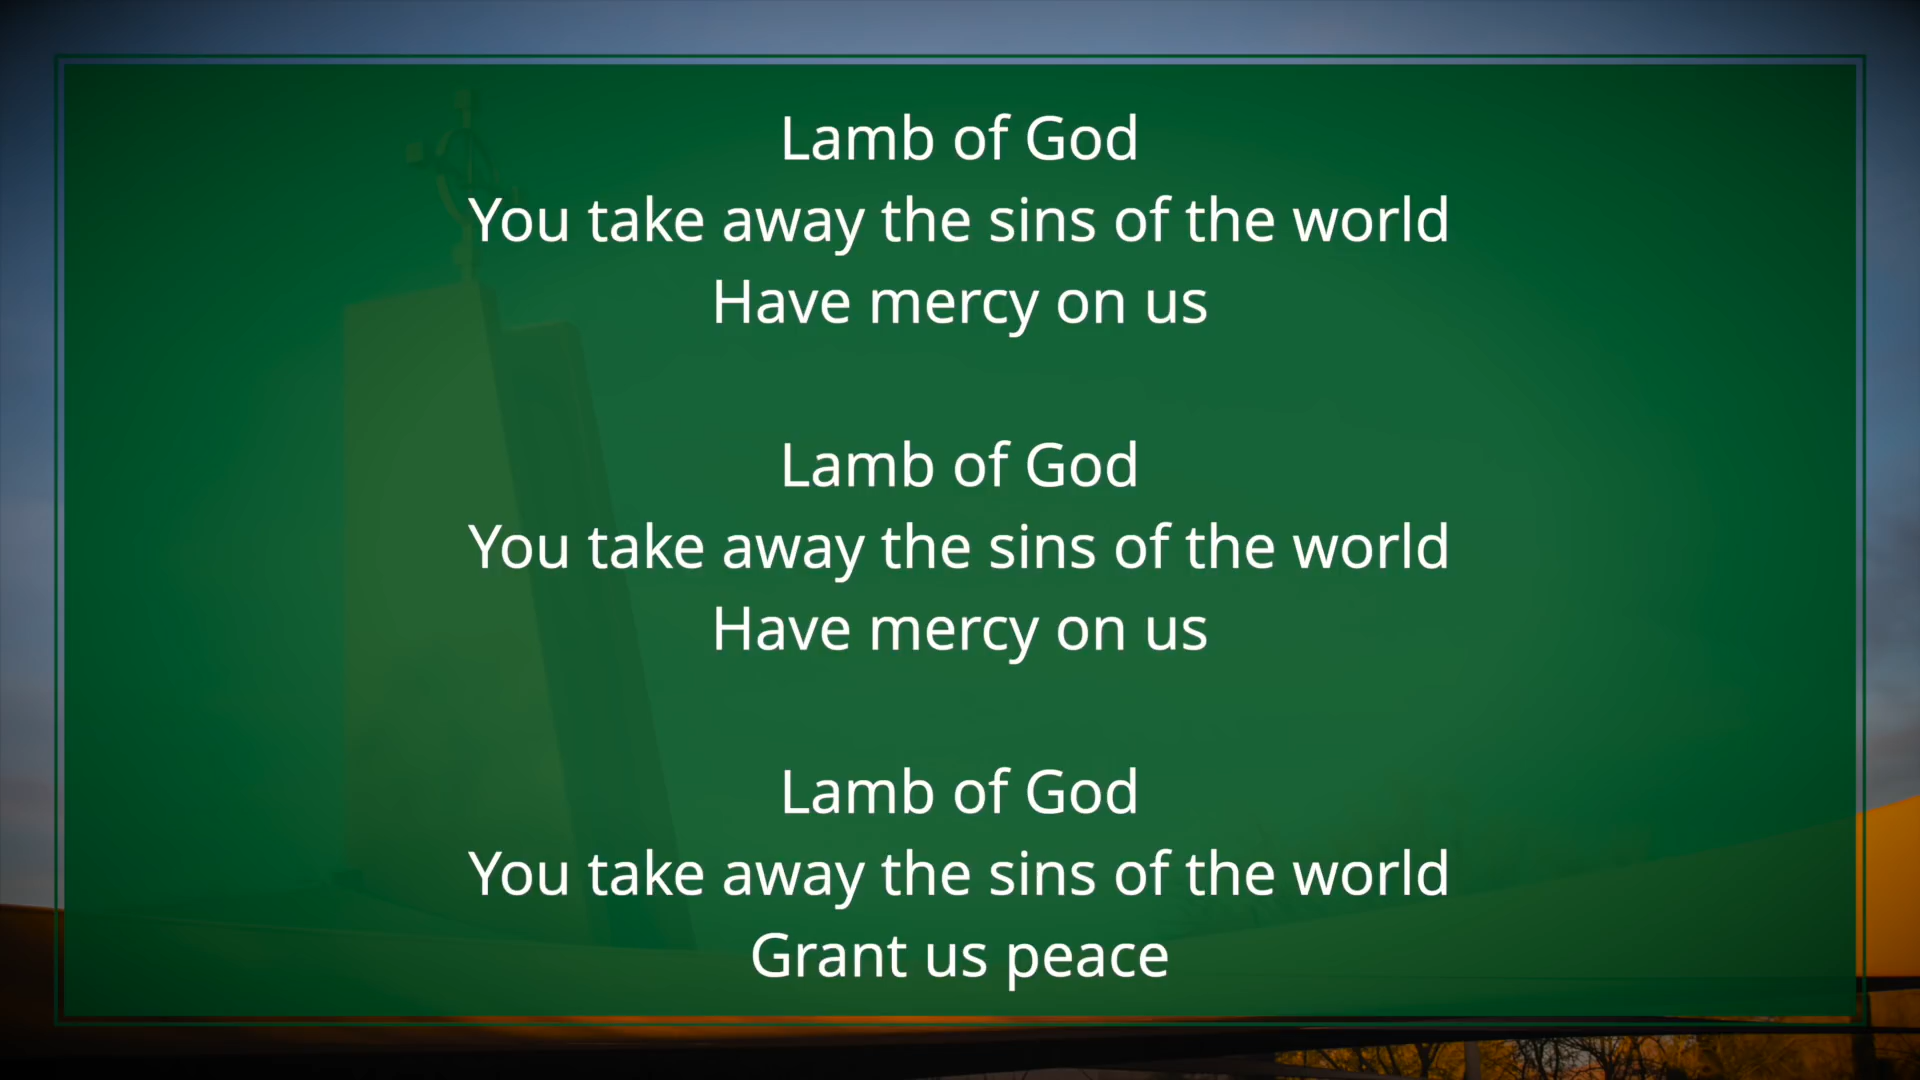 Lamb of God
You take away the sins of the world
Have mercy on us
Lamb of God
You take away the sins of the world
Have mercy on us
Lamb of God
You take away the sins of the world
Grant us peace